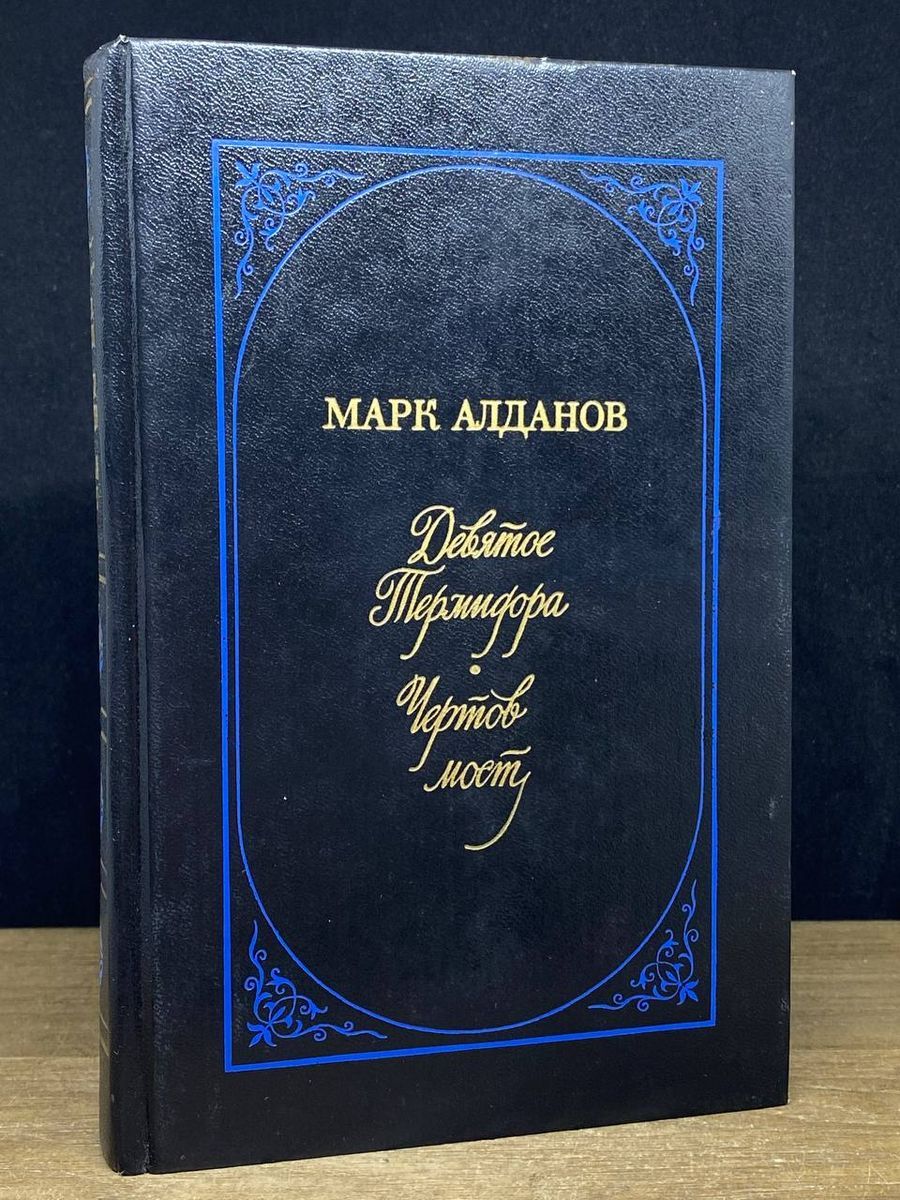 МАРК АЛДАНОВ
Девятое
Термидора
·
Чертов
мост